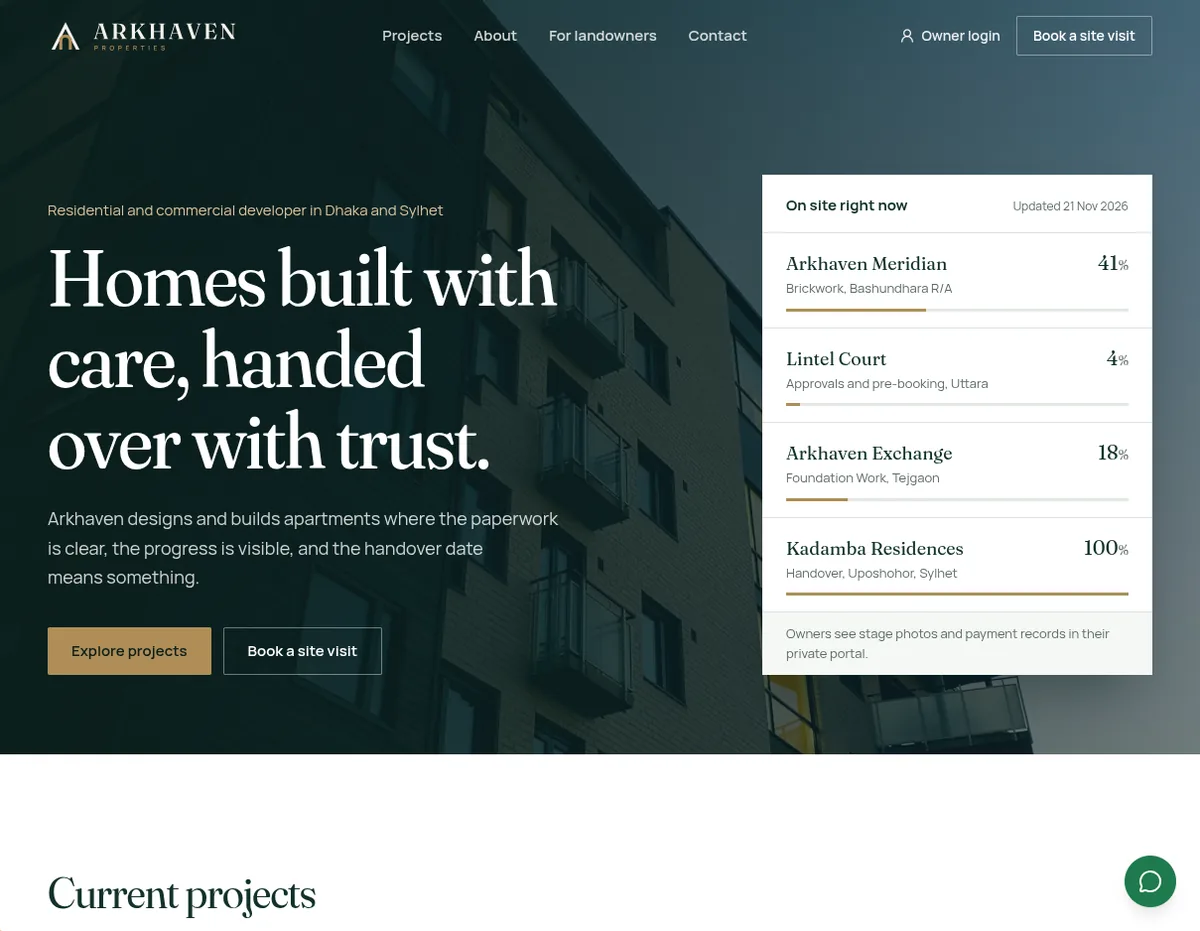 ARKHAVEN
PROPERTIES
Projects
About
For landowners
Contact
Owner login
Book a site visit
Residential and commercial developer in Dhaka and Sylhet
Homes built with
care, handed
over with trust.
Arkhaven designs and builds apartments where the paperwork
is clear, the progress is visible, and the handover date
means something.
Explore projects
Book a site visit
On site right now
Updated 21 Nov 2026
Arkhaven Meridian
41%
Brickwork, Bashundhara R/A
Lintel Court
4%
Approvals and pre-booking, Uttara
Arkhaven Exchange
18%
Foundation Work, Tejgaon
Kadamba Residences
100%
Handover, Uposhohor, Sylhet
Owners see stage photos and payment records in their
private portal.
Current projects